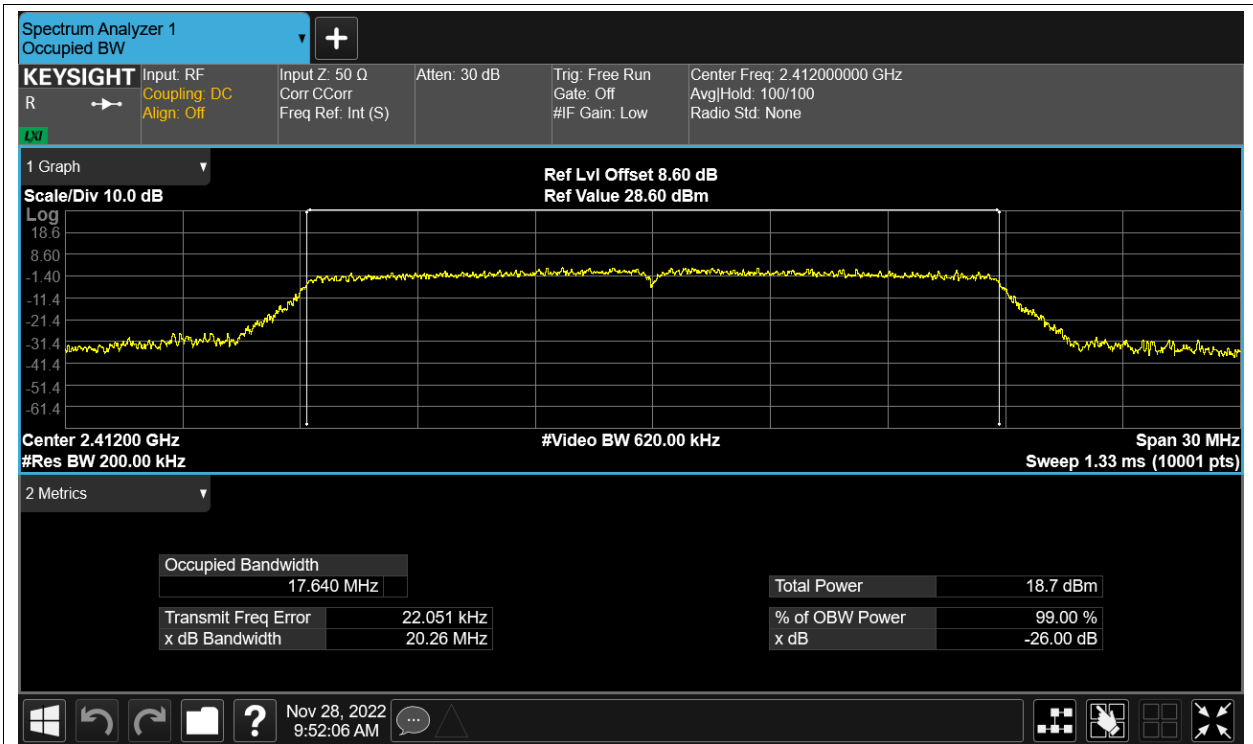 Spectrum Analyzer 1
Occupied BW
KEYSIGHT
R
LXI
Input: RF
Coupling: DC
Align: Off
Input Z: 50 Ω
Corr CCorr
Freq Ref: Int (S)
Atten: 30 dB
Trig: Free Run
Gate: Off
#IF Gain: Low
Center Freq: 2.412000000 GHz
Avg|Hold: 100/100
Radio Std: None
1 Graph
Scale/Div 10.0 dB
Ref Lvl Offset 8.60 dB
Ref Value 28.60 dBm
Log
18.6
8.60
-1.40
-11.4
-21.4
-31.4
-41.4
-51.4
-61.4
Center 2.41200 GHz
#Video BW 620.00 kHz
Span 30 MHz
#Res BW 200.00 kHz
Sweep 1.33 ms (10001 pts)
2 Metrics
Occupied Bandwidth
17.640 MHz
Total Power 18.7 dBm
Transmit Freq Error 22.051 kHz
% of OBW Power 99.00 %
x dB Bandwidth 20.26 MHz
x dB -26.00 dB
?
Nov 28, 2022
9:52:06 AM